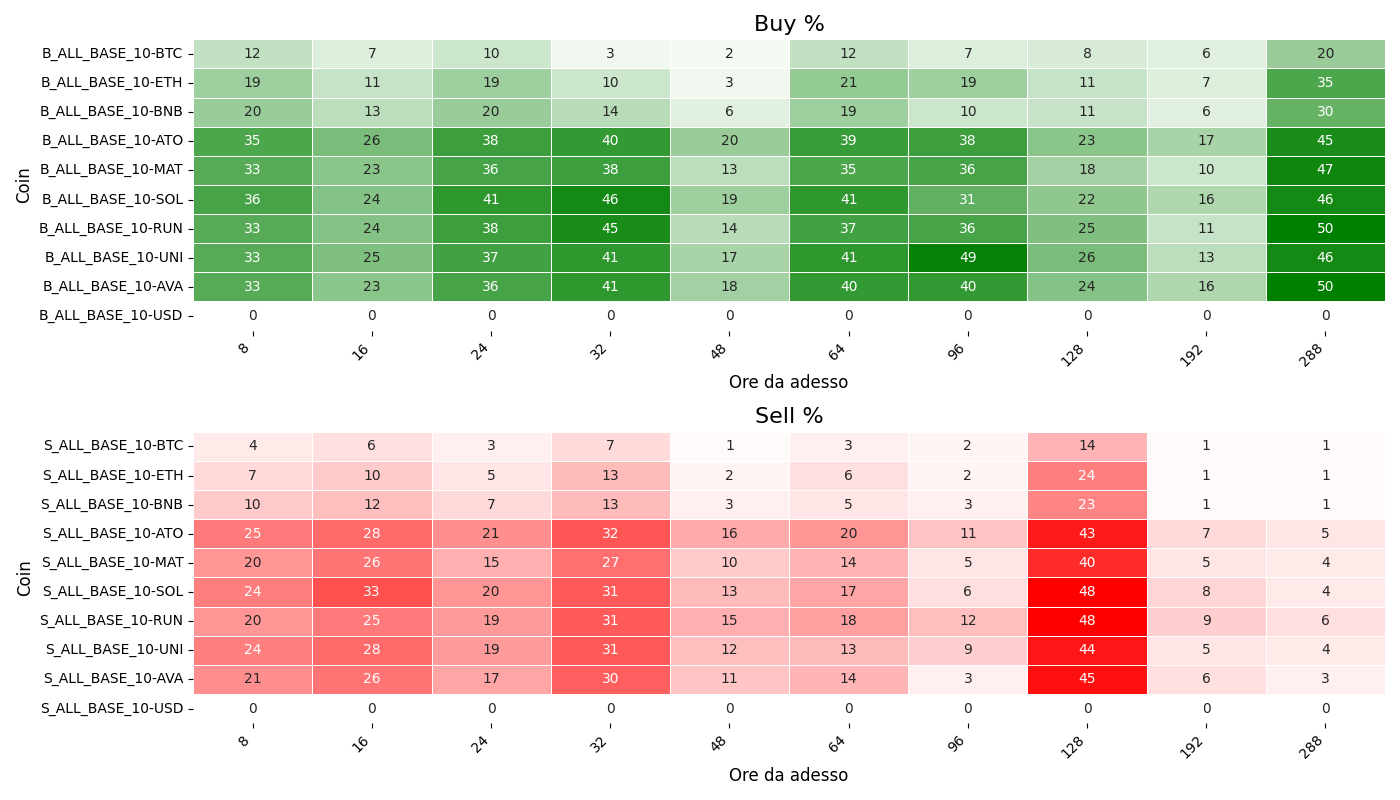 Buy %
Coin
B_ALL_BASE_10-BTC 12 7 10 3 2 12 7 8 6 20
B_ALL_BASE_10-ETH 19 11 19 10 3 21 19 11 7 35
B_ALL_BASE_10-BNB 20 13 20 14 6 19 10 11 6 30
B_ALL_BASE_10-ATO 35 26 38 40 20 39 38 23 17 45
B_ALL_BASE_10-MAT 33 23 36 38 13 35 36 18 10 47
B_ALL_BASE_10-SOL 36 24 41 46 19 41 31 22 16 46
B_ALL_BASE_10-RUN 33 24 38 45 14 37 36 25 11 50
B_ALL_BASE_10-UNI 33 25 37 41 17 41 49 26 13 46
B_ALL_BASE_10-AVA 33 23 36 41 18 40 40 24 16 50
B_ALL_BASE_10-USD 0 0 0 0 0 0 0 0 0 0
8 16 24 32 48 64 96 128 192 288
Ore da adesso
Sell %
Coin
S_ALL_BASE_10-BTC 4 6 3 7 1 3 2 14 1 1
S_ALL_BASE_10-ETH 7 10 5 13 2 6 2 24 1 1
S_ALL_BASE_10-BNB 10 12 7 13 3 5 3 23 1 1
S_ALL_BASE_10-ATO 25 28 21 32 16 20 11 43 7 5
S_ALL_BASE_10-MAT 20 26 15 27 10 14 5 40 5 4
S_ALL_BASE_10-SOL 24 33 20 31 13 17 6 48 8 4
S_ALL_BASE_10-RUN 20 25 19 31 15 18 12 48 9 6
S_ALL_BASE_10-UNI 24 28 19 31 12 13 9 44 5 4
S_ALL_BASE_10-AVA 21 26 17 30 11 14 3 45 6 3
S_ALL_BASE_10-USD 0 0 0 0 0 0 0 0 0 0
8 16 24 32 48 64 96 128 192 288
Ore da adesso